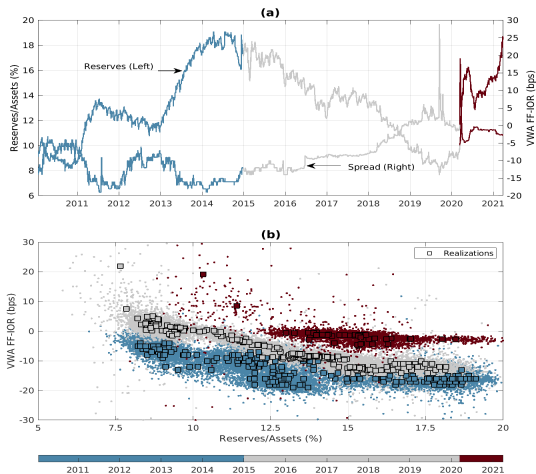 (a)
20
18
16
14
12
10
8
6
Reserves/Assets (%)
Reserves (Left)
Spread (Right)
30
25
20
15
10
5
0
-5
-10
-15
-20
VWA FF-IOR (bps)
2011 2012 2013 2014 2015 2016 2017 2018 2019 2020 2021
(b)
30
20
10
0
-10
-20
-30
VWA FF-IOR (bps)
Realizations
5 7.5 10 12.5 15 17.5 20
Reserves/Assets (%)
2011 2012 2013 2014 2015 2016 2017 2018 2019 2020 2021